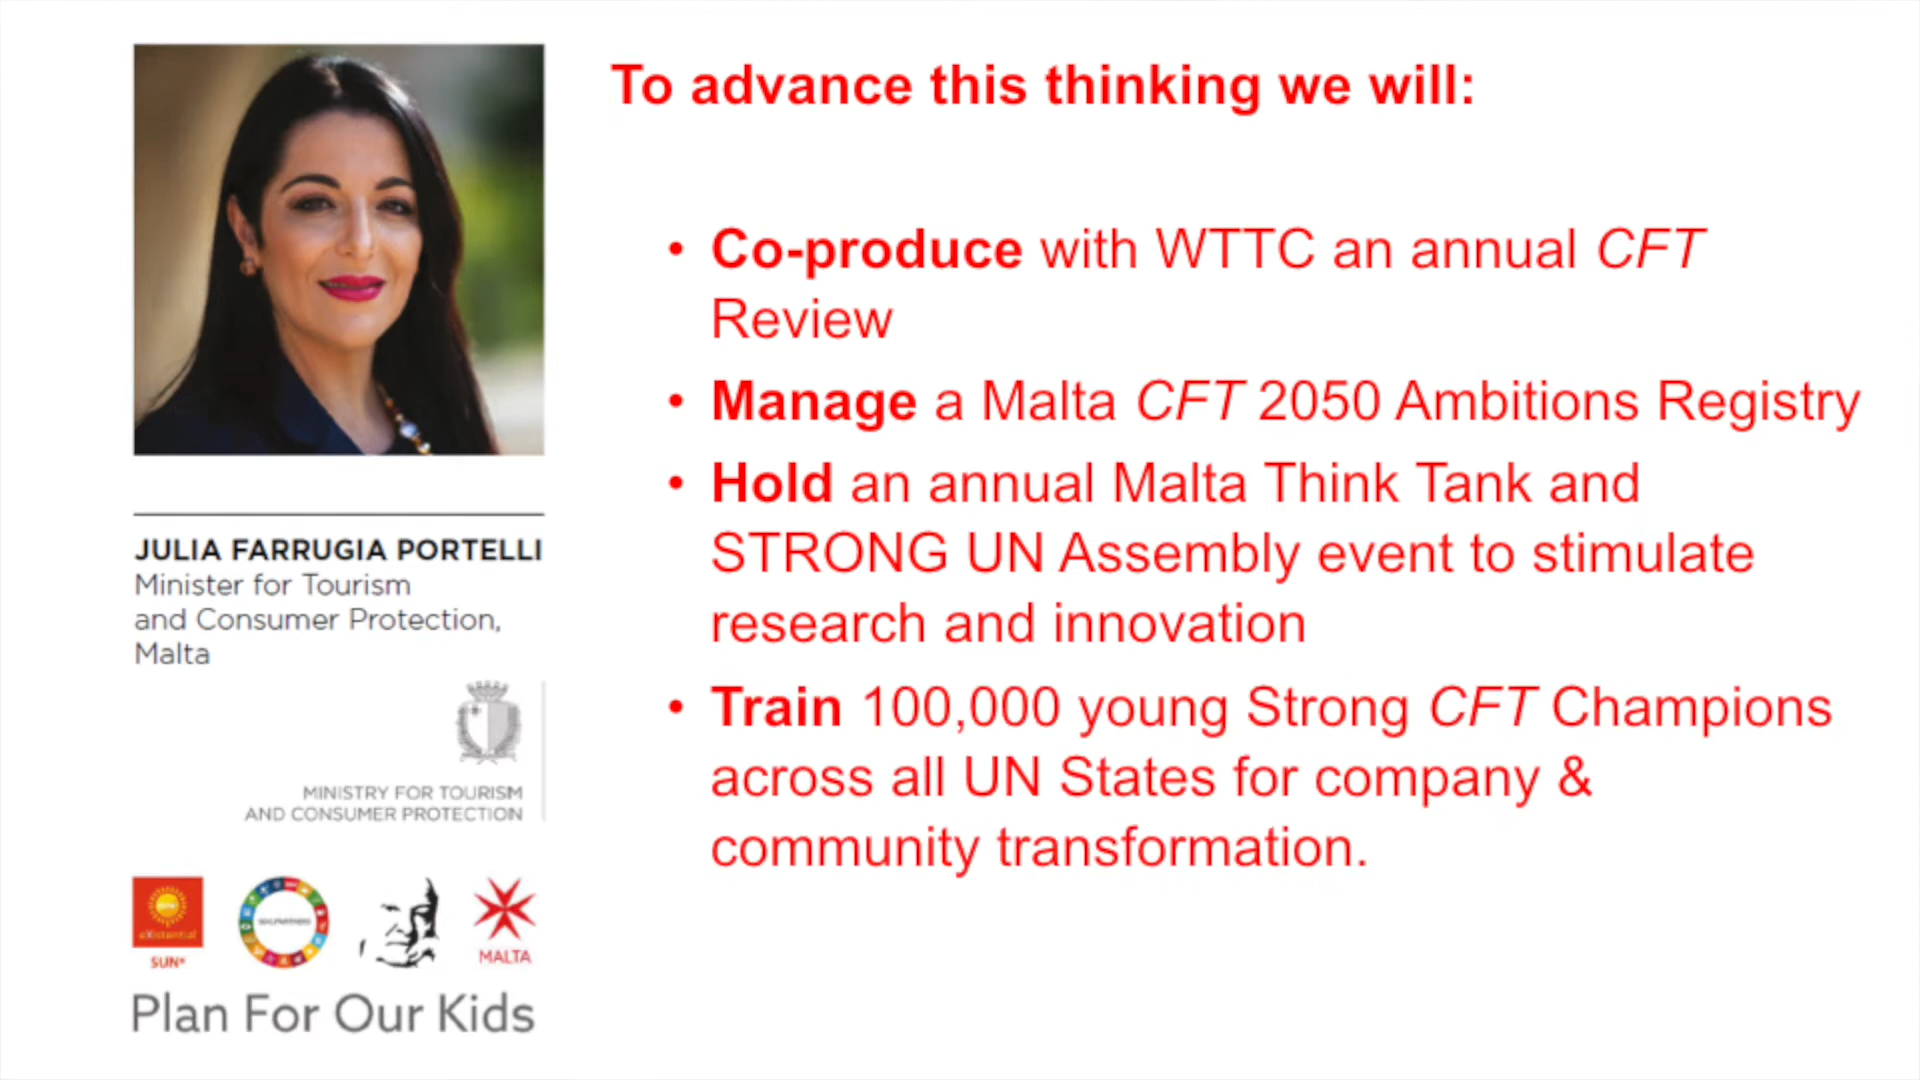 To advance this thinking we will:
• Co-produce with WTTC an annual CFT
Review
• Manage a Malta CFT 2050 Ambitions Registry
• Hold an annual Malta Think Tank and
STRONG UN Assembly event to stimulate
research and innovation
• Train 100,000 young Strong CFT Champions
across all UN States for company &
community transformation.
JULIA FARRUGIA PORTELLI
Minister for Tourism
and Consumer Protection,
Malta
MINISTRY FOR TOURISM
AND CONSUMER PROTECTION
eXistential
SUNˣ
MALTA
Plan For Our Kids